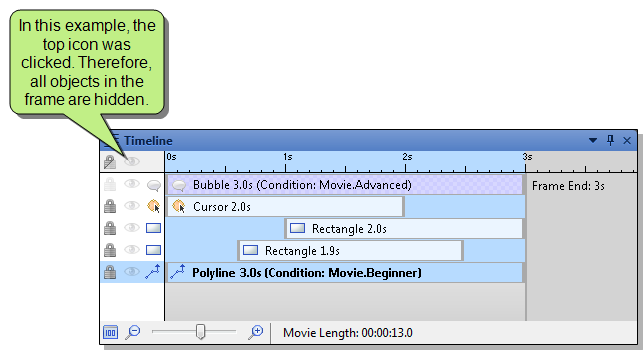 In this example, the
top icon was
clicked. Therefore,
all objects in the
frame are hidden.
Timeline
0s 1s 2s 3s
Bubble 3.0s (Condition: Movie.Advanced) Frame End: 3s
Cursor 2.0s
Rectangle 2.0s
Rectangle 1.9s
Polyline 3.0s (Condition: Movie.Beginner)
100 Movie Length: 00:00:13.0